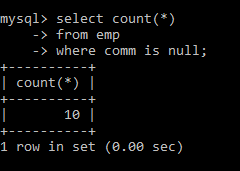 mysql> select count(*)
    -> from emp
    -> where comm is null;
+----------+
| count(*) |
+----------+
|       10 |
+----------+
1 row in set (0.00 sec)